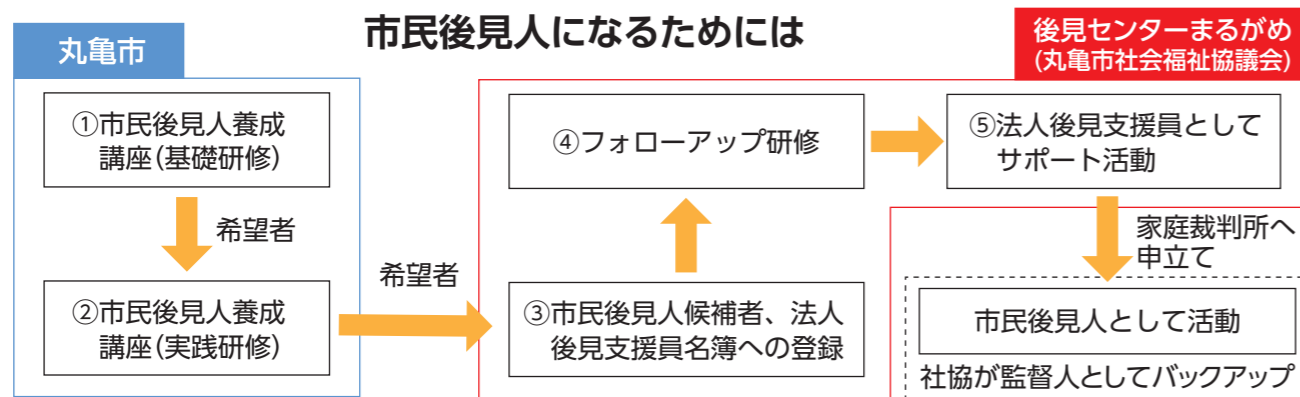 市民後見人になるためには
丸亀市
①市民後見人養成
講座(基礎研修)
希望者
②市民後見人養成
講座(実践研修)
希望者
後見センターまるがめ
(丸亀市社会福祉協議会)
③市民後見人候補者、法人
後見支援員名簿への登録
④フォローアップ研修
⑤法人後見支援員として
サポート活動
家庭裁判所へ
申立て
市民後見人として活動
社協が監督人としてバックアップ